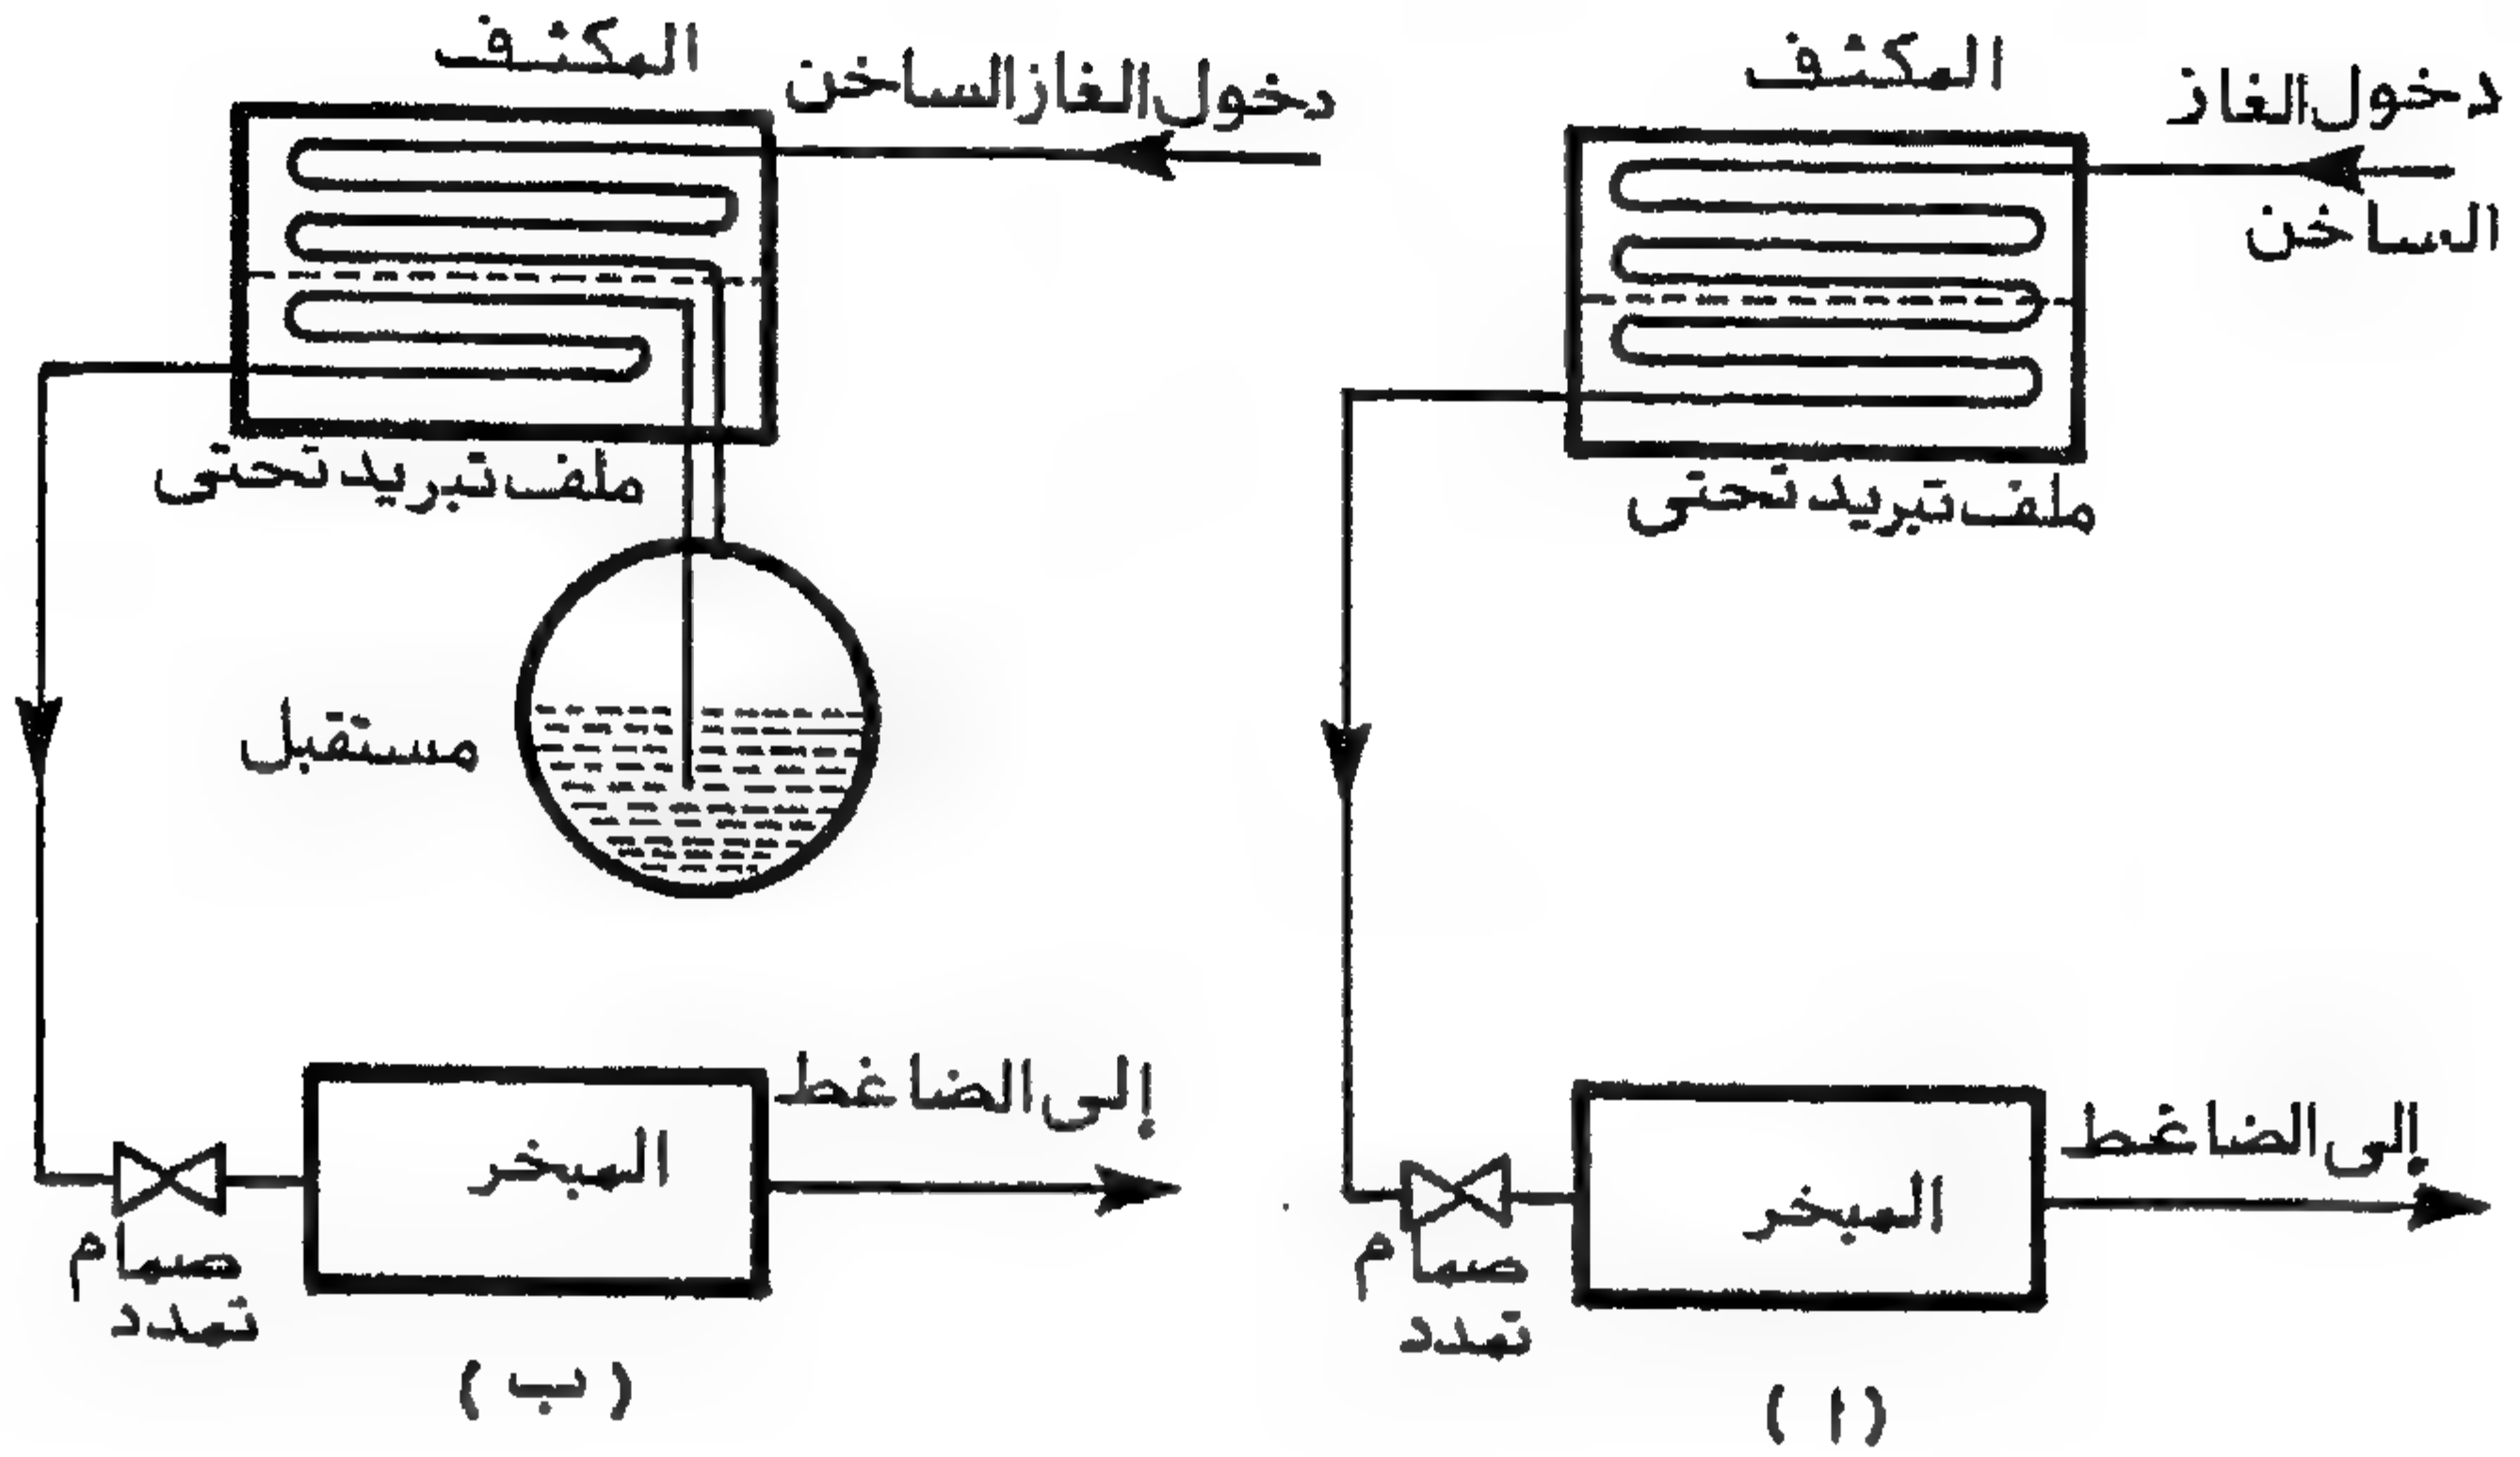 المكثف
دخول الغاز
الساخن
ملف تبريد تحتى
إلى الضاغط
المبخر
صمام
تمدد
( ا )
المكثف
دخول الغاز الساخن
ملف تبريد تحتى
مستقبل
إلى الضاغط
المبخر
صمام
تمدد
( ب )